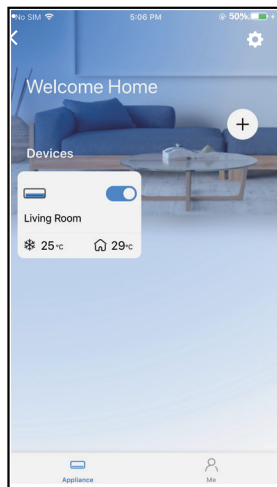 No SIM 5:06 PM 50%
Welcome Home
+
Devices
Living Room
25 °C 29 °C
Appliance Me